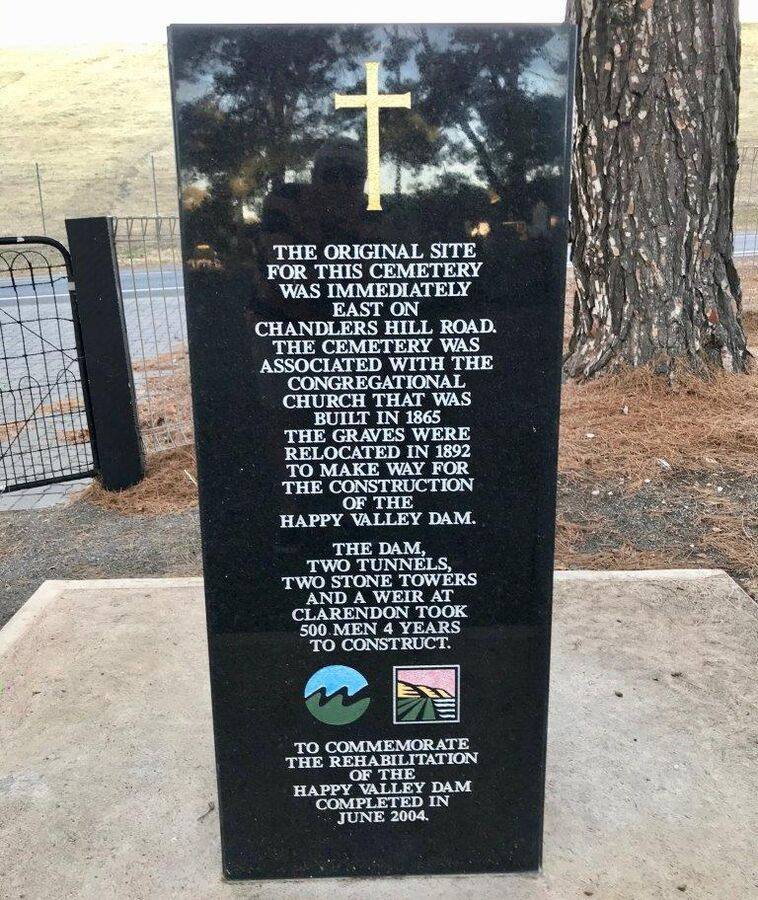 THE ORIGINAL SITE
FOR THIS CEMETERY
WAS IMMEDIATELY
EAST ON
CHANDLERS HILL ROAD.
THE CEMETERY WAS
ASSOCIATED WITH THE
CONGREGATIONAL
CHURCH THAT WAS
BUILT IN 1865
THE GRAVES WERE
RELOCATED IN 1892
TO MAKE WAY FOR
THE CONSTRUCTION
OF THE
HAPPY VALLEY DAM.
THE DAM,
TWO TUNNELS,
TWO STONE TOWERS
AND A WEIR AT
CLARENDON TOOK
500 MEN 4 YEARS
TO CONSTRUCT.
TO COMMEMORATE
THE REHABILITATION
OF THE
HAPPY VALLEY DAM
COMPLETED IN
JUNE 2004.